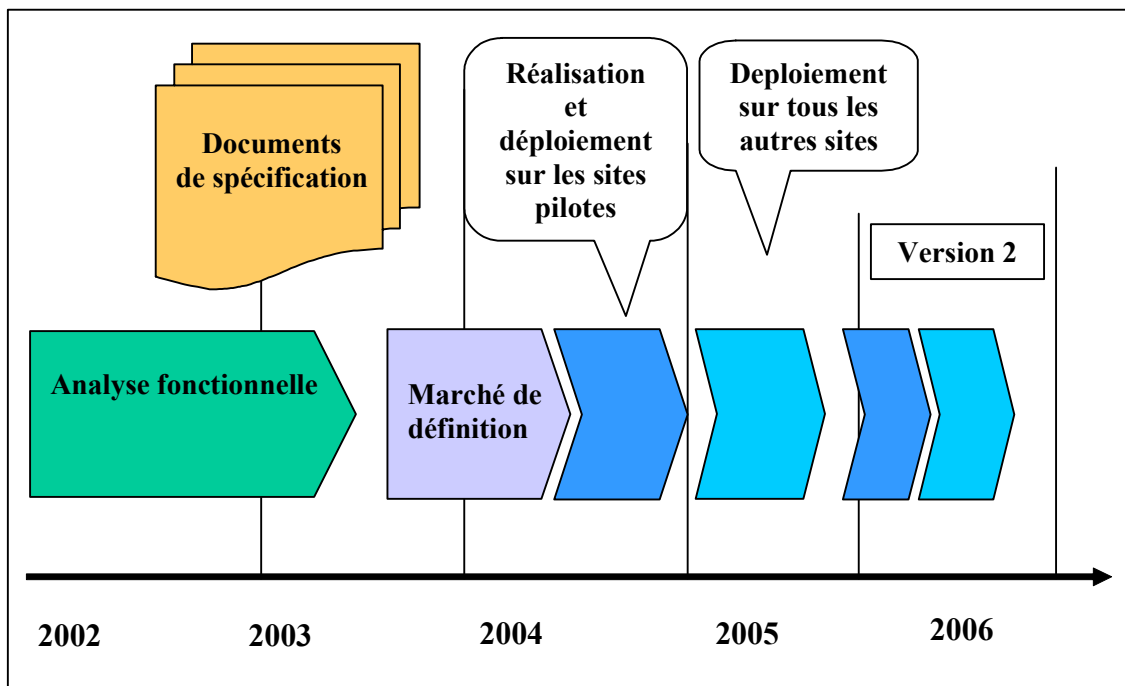 Documents
de spécification
Réalisation
et
déploiement
sur les sites
pilotes
Deploiement
sur tous les
autres sites
Version 2
Analyse fonctionnelle
Marché de
définition
2002
2003
2004
2005
2006